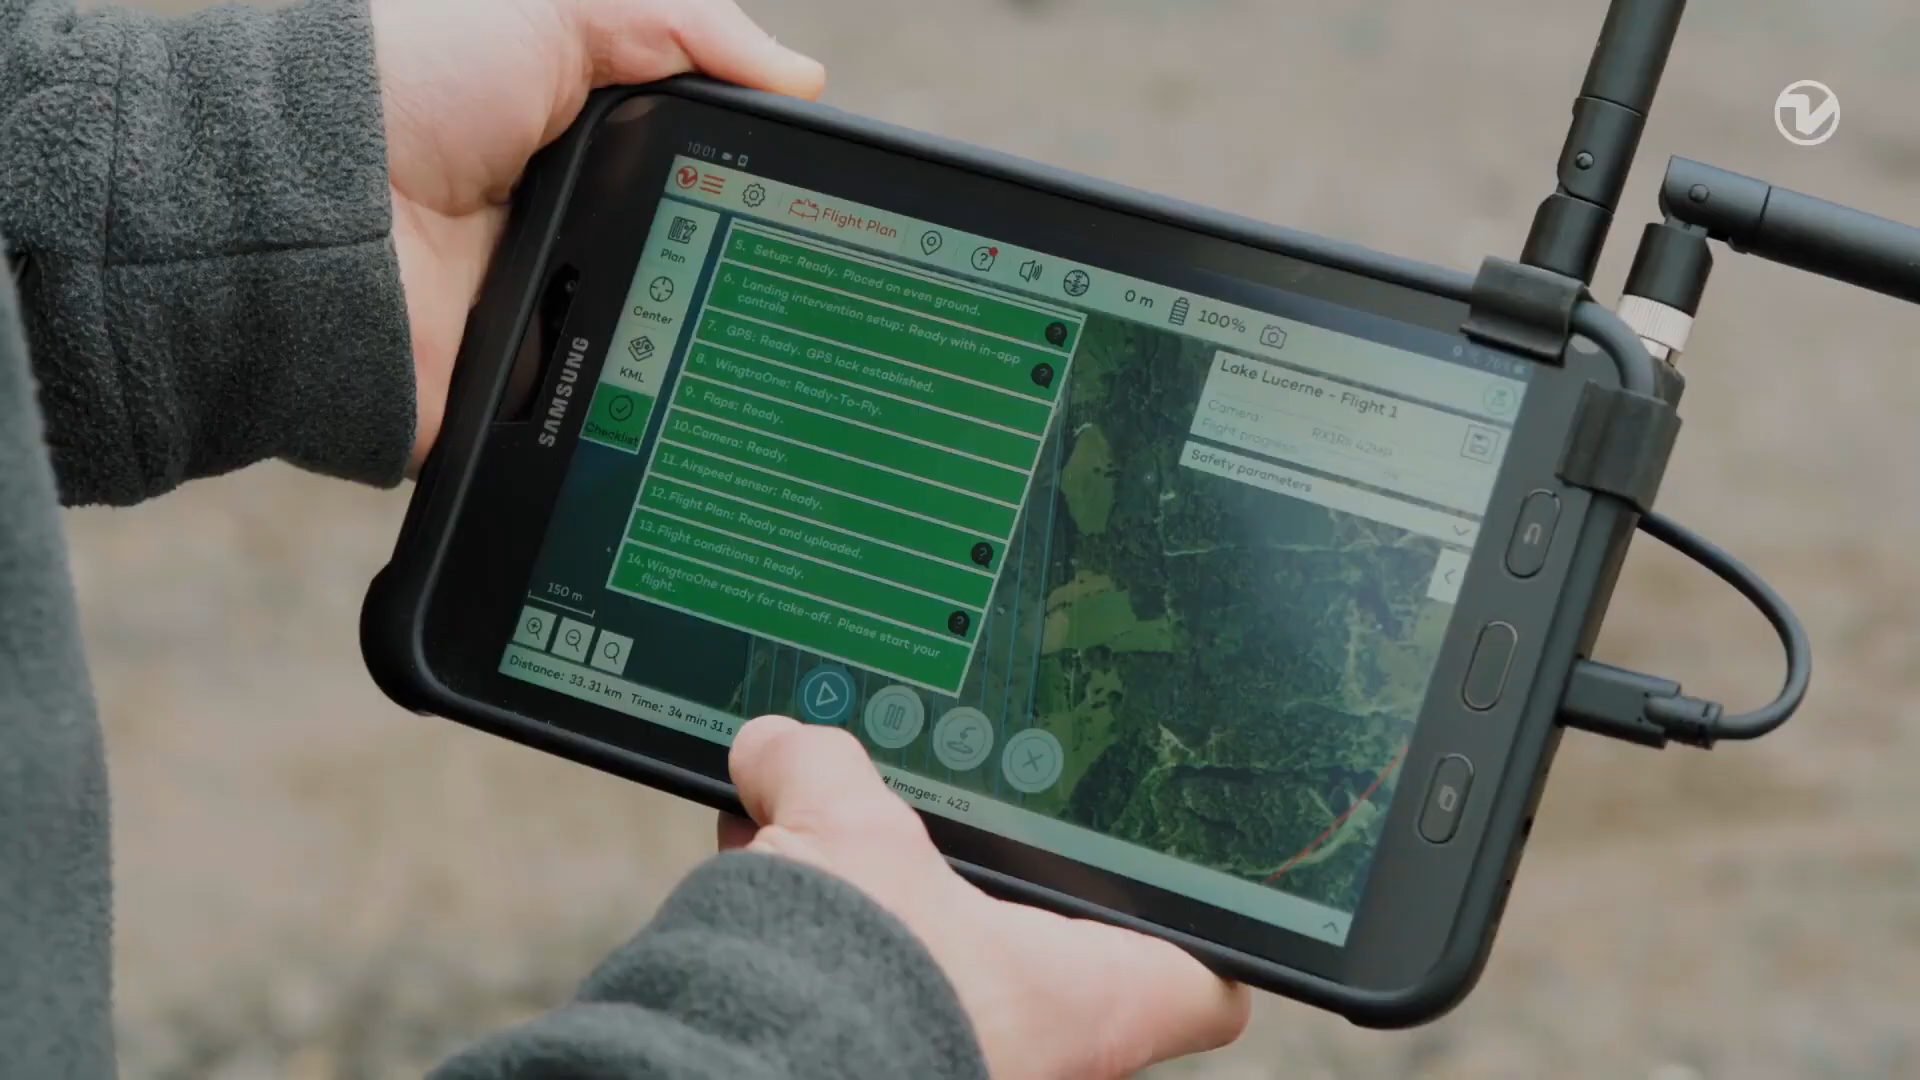 10:01
Flight Plan
0 m
100%
76%
Plan
Center
KML
Checklist
5. Setup: Ready. Placed on even ground.
6. Landing intervention setup: Ready with in-app
controls.
7. GPS: Ready. GPS lock established.
8. WingtraOne: Ready-To-Fly.
9. Flaps: Ready.
10. Camera: Ready.
11. Airspeed sensor: Ready.
12. Flight Plan: Ready and uploaded.
13. Flight conditions: Ready.
14. WingtraOne ready for take-off. Please start your
flight.
Lake Lucerne - Flight 1
Camera: RX1RII 42MP
Flight progress:
Safety parameters
150 m
Distance: 33.31 km Time: 34 min 31 s
Images: 423
SAMSUNG